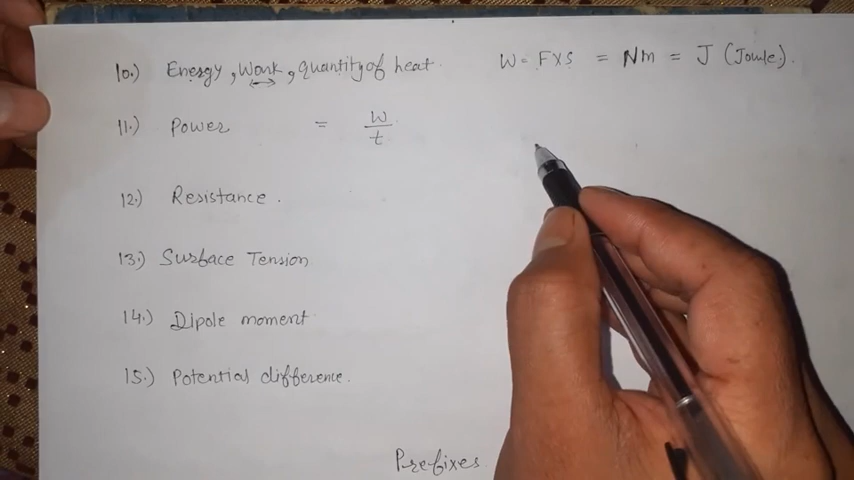 10.) Energy, Work, quantity of heat. W = F x s = Nm = J (Joule).
11.) Power = W/t
12.) Resistance.
13.) Surface Tension
14.) Dipole moment
15.) Potential difference.
Prefixes